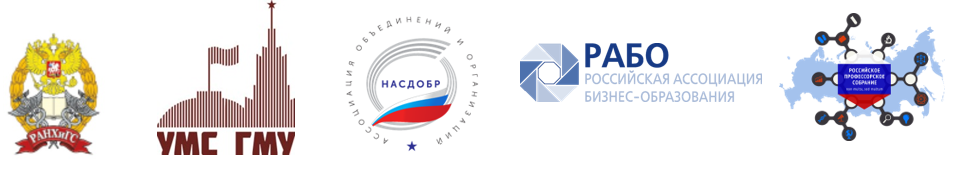 РАНХиГС
УМС ГМУ
АССОЦИАЦИЯ ОБЪЕДИНЕНИЙ И ОРГАНИЗАЦИЙ
НАСДОБР
РАБО
РОССИЙСКАЯ АССОЦИАЦИЯ
БИЗНЕС-ОБРАЗОВАНИЯ
РОССИЙСКОЕ
ПРОФЕССОРСКОЕ
СОБРАНИЕ